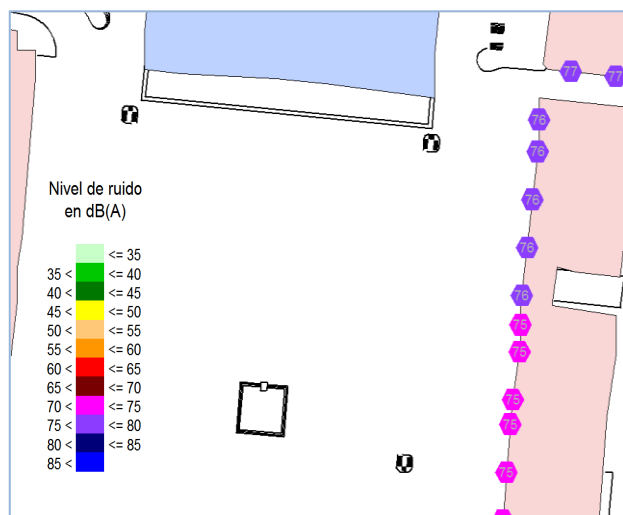 77
77
76
76
76
76
76
75
75
75
75
75
Nivel de ruido
en dB(A)
<= 35
35 < <= 40
40 < <= 45
45 < <= 50
50 < <= 55
55 < <= 60
60 < <= 65
65 < <= 70
70 < <= 75
75 < <= 80
80 < <= 85
85 <